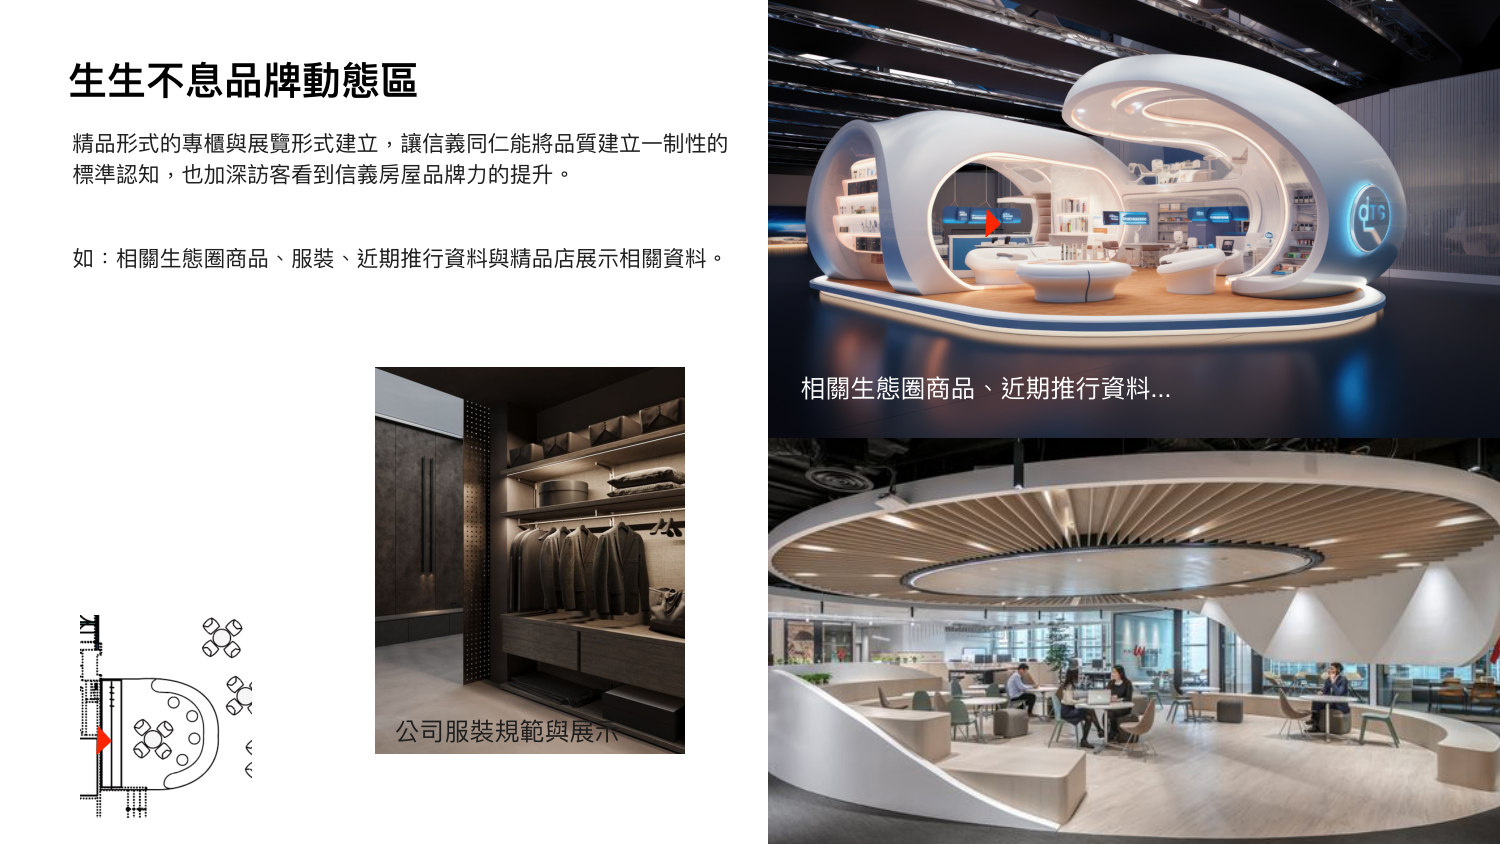 生生不息品牌動態區
精品形式的專櫃與展覽形式建立，讓信義同仁能將品質建立一制性的
標準認知，也加深訪客看到信義房屋品牌力的提升。
如：相關生態圈商品、服裝、近期推行資料與精品店展示相關資料。
相關生態圈商品、近期推行資料...
公司服裝規範與展示